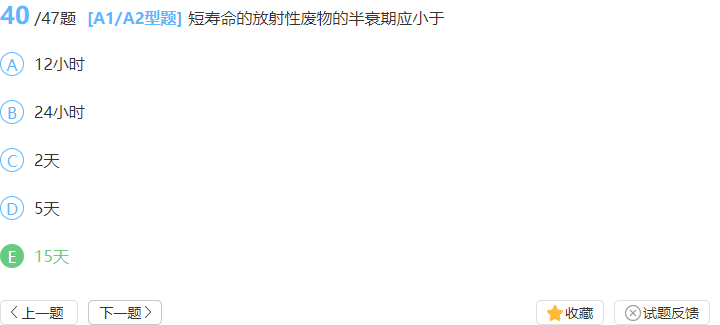 40 /47题 [A1/A2型题] 短寿命的放射性废物的半衰期应小于
A 12小时
B 24小时
C 2天
D 5天
E 15天
上一题 下一题 收藏 试题反馈